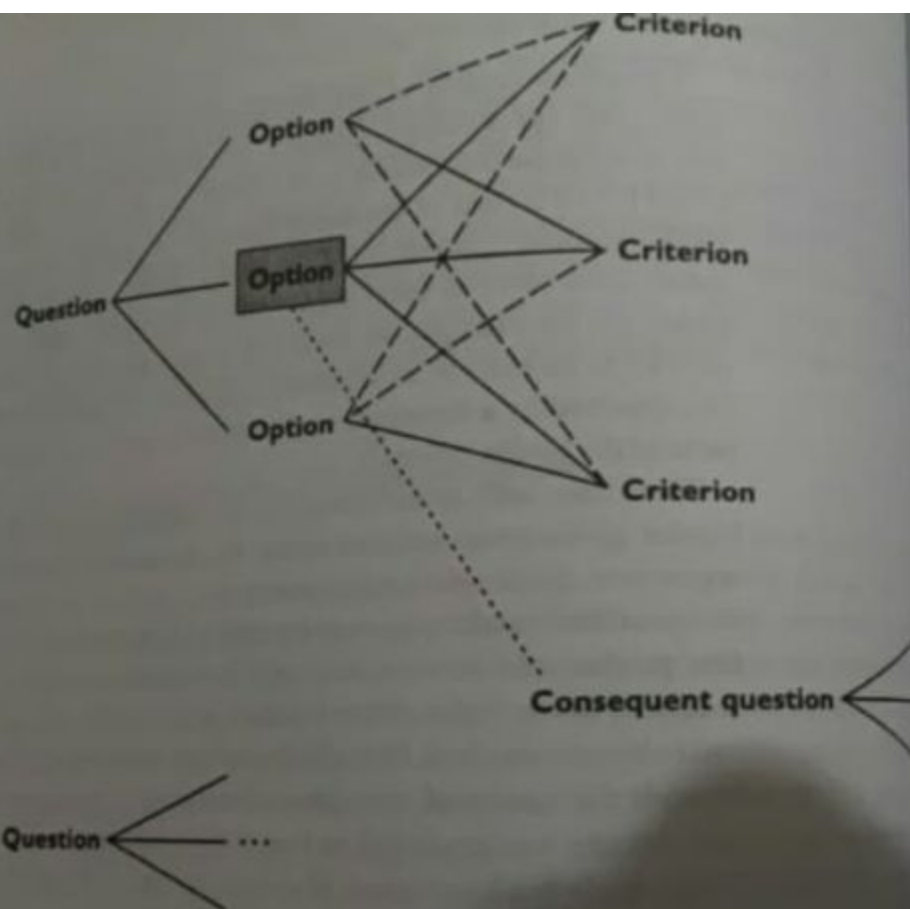 Criterion
Option
Criterion
Option
Question
Option
Criterion
Consequent question
Question ...